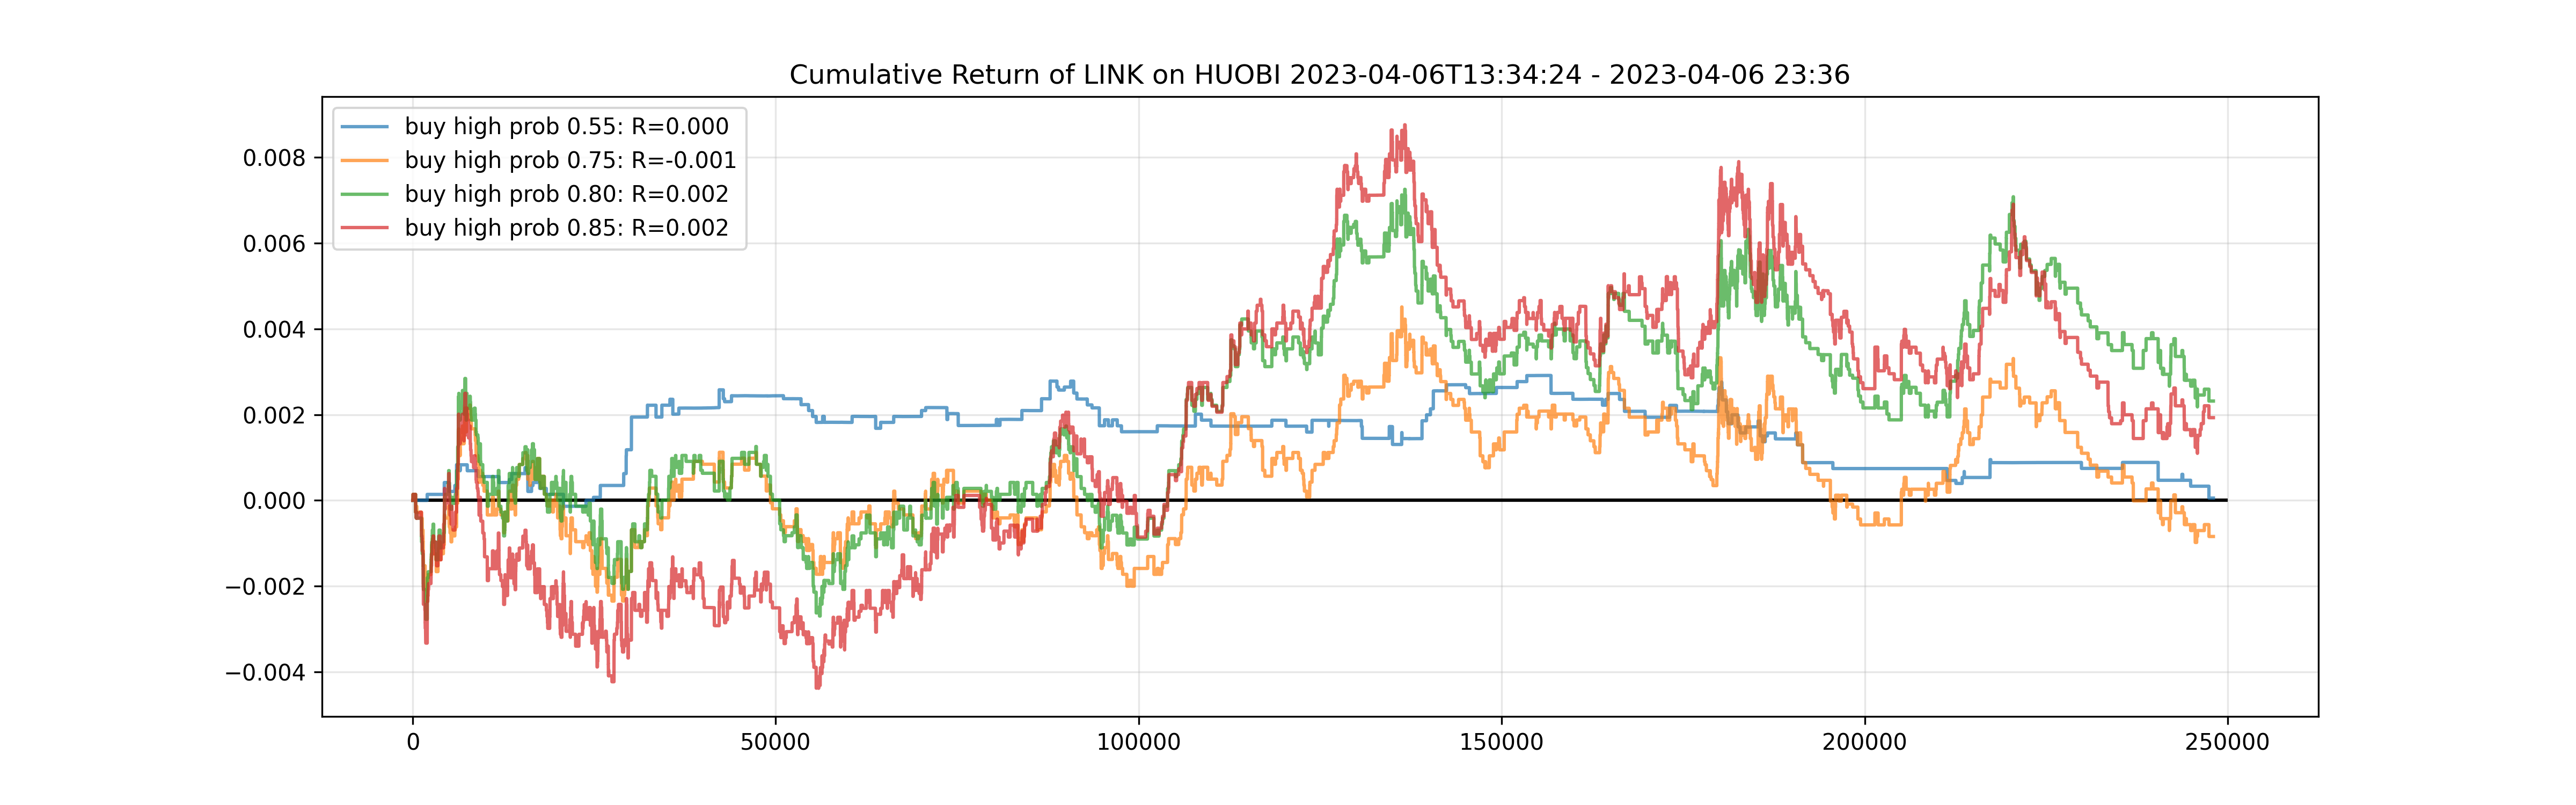 Cumulative Return of LINK on HUOBI 2023-04-06T13:34:24 - 2023-04-06 23:36
buy high prob 0.55: R=0.000
buy high prob 0.75: R=-0.001
buy high prob 0.80: R=0.002
buy high prob 0.85: R=0.002
0.008
0.006
0.004
0.002
0.000
−0.002
−0.004
0 50000 100000 150000 200000 250000